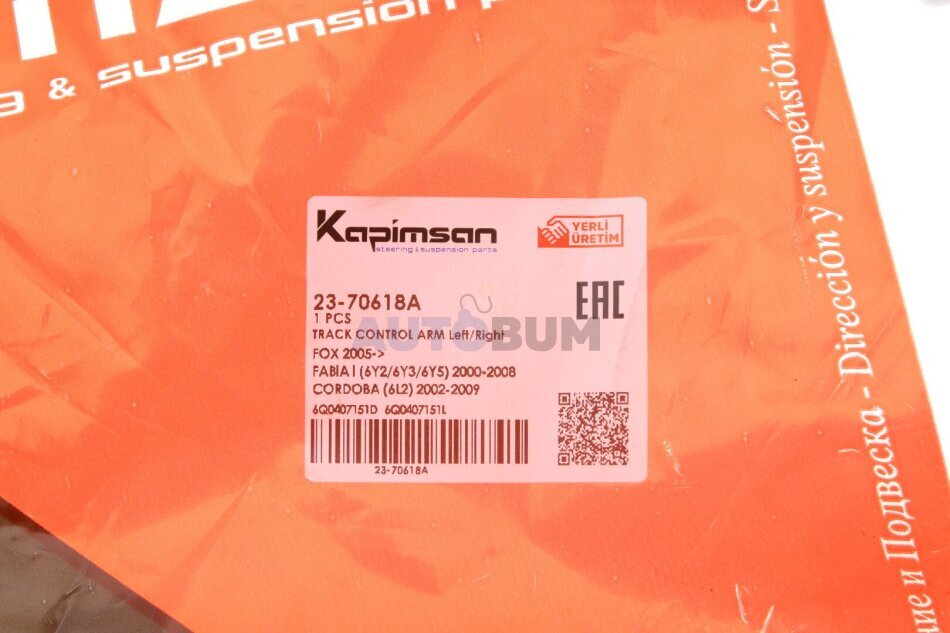 & suspension
Kapimsan
steering & suspension parts
YERLİ
ÜRETİM
23-70618A
1 PCS
EAC
TRACK CONTROL ARM Left/Right
AUTOBUM
FOX 2005->
FABIA I (6Y2/6Y3/6Y5) 2000-2008
CORDOBA (6L2) 2002-2009
6Q0407151D 6Q0407151L
23-70618A
и Подвеска - Dirección y suspensión -